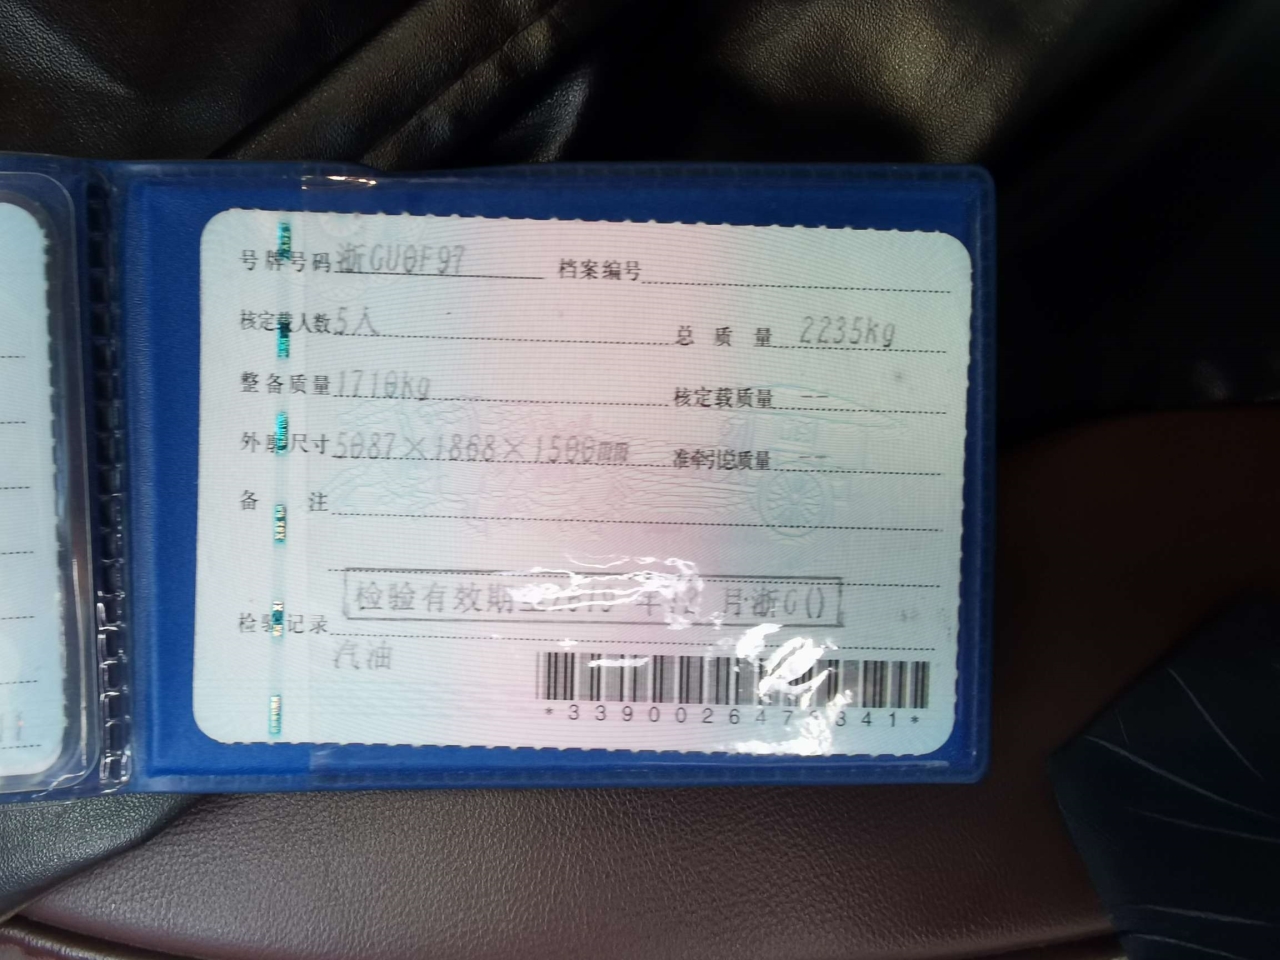 号牌号码 浙GU0F97 档案编号
核定载人数 5人 总质量 2235kg
整备质量 1710kg 核定载质量 --
外廓尺寸 5087×1868×1500mm 准牵引总质量 --
备注
检验记录 检验有效期至 年 月浙G()
汽油